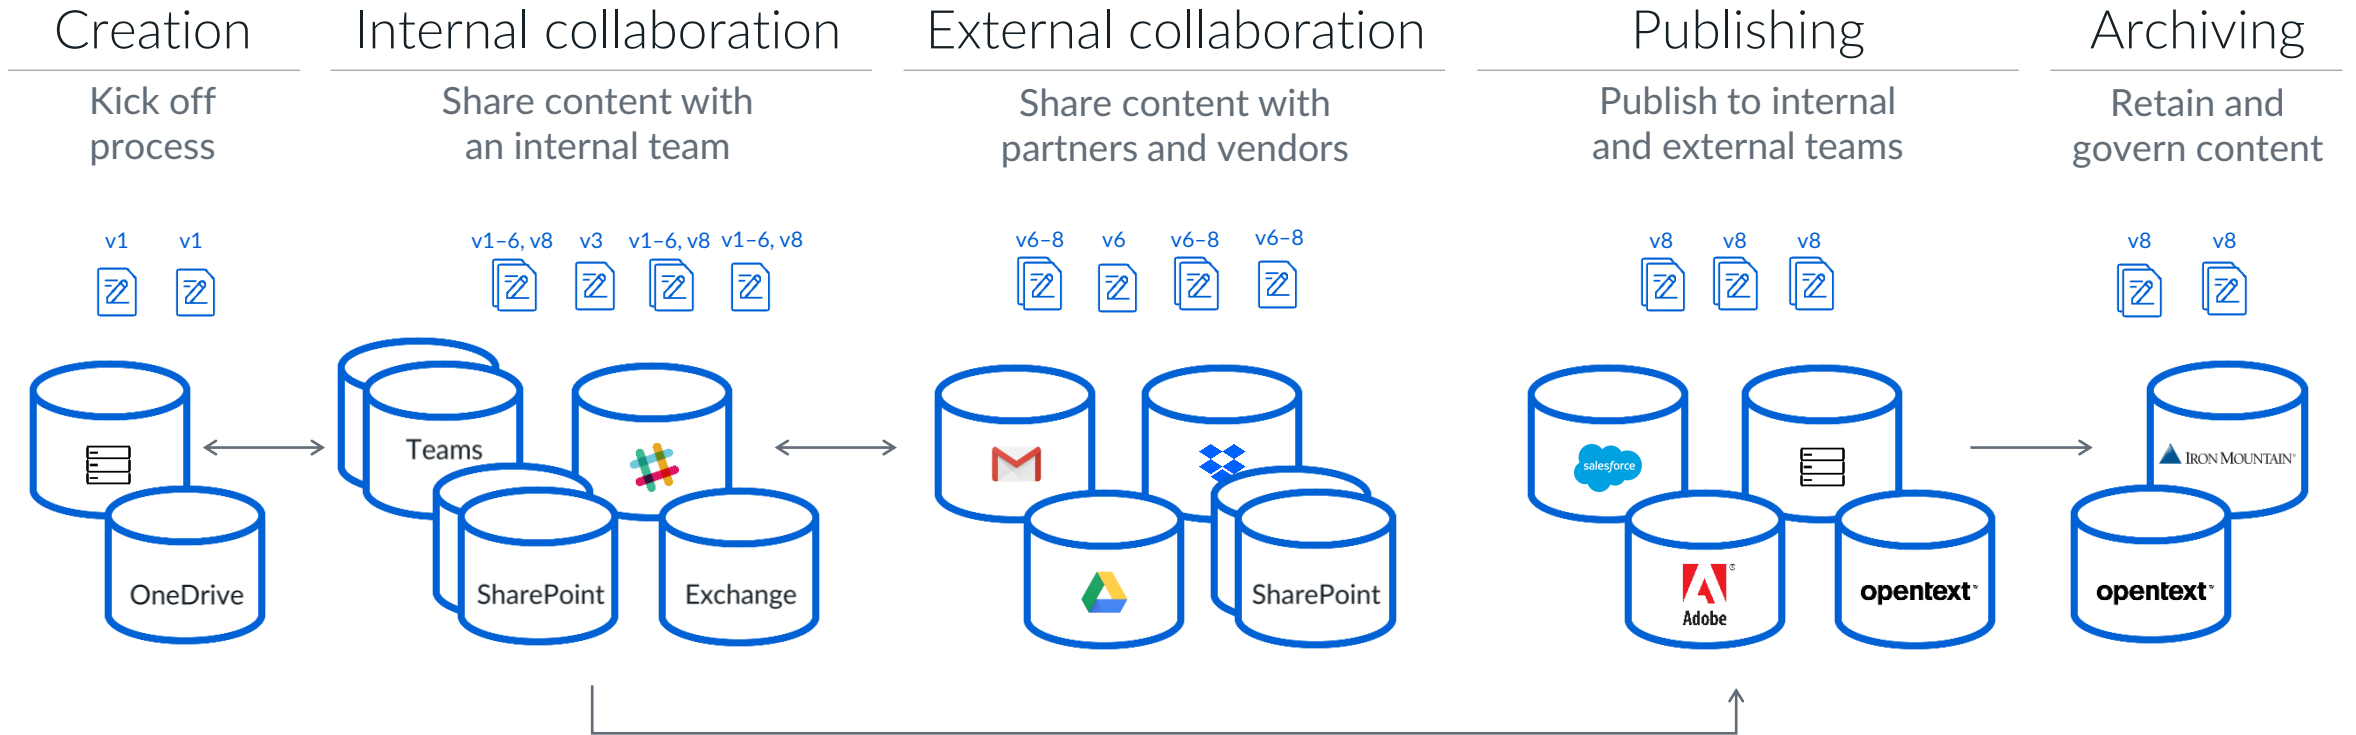 Creation
Kick off
process
v1 v1
OneDrive
Internal collaboration
Share content with
an internal team
v1–6, v8 v3 v1–6, v8 v1–6, v8
Teams
SharePoint
Exchange
External collaboration
Share content with
partners and vendors
v6–8 v6 v6–8 v6–8
SharePoint
Publishing
Publish to internal
and external teams
v8 v8 v8
salesforce
Adobe
opentext™
Archiving
Retain and
govern content
v8 v8
IRON MOUNTAIN®
opentext™